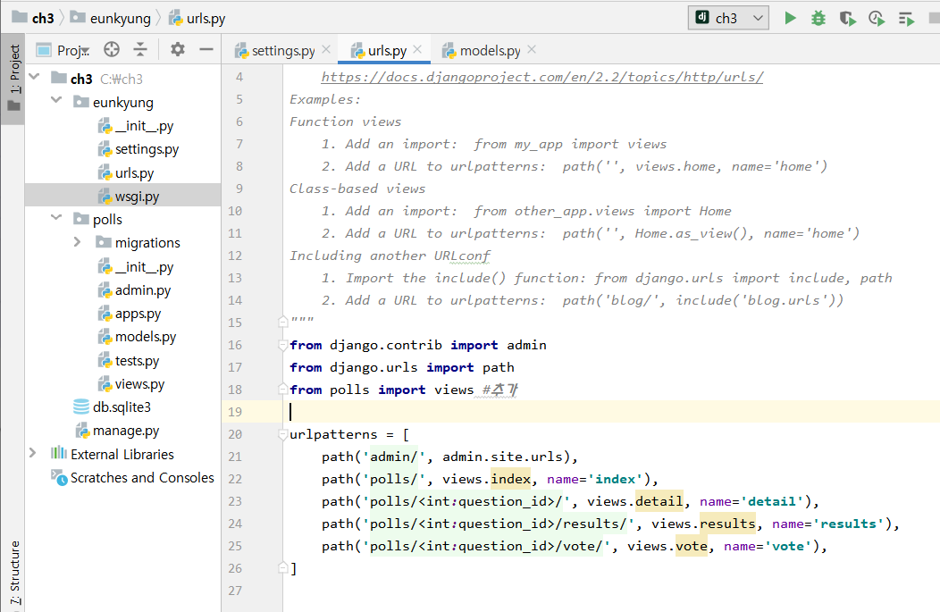 ch3 eunkyung urls.py ch3
1: Project
Proje
settings.py urls.py models.py
ch3 C:\ch3
eunkyung
__init__.py
settings.py
urls.py
wsgi.py
polls
migrations
__init__.py
admin.py
apps.py
models.py
tests.py
views.py
db.sqlite3
manage.py
External Libraries
Scratches and Consoles
7: Structure
4 https://docs.djangoproject.com/en/2.2/topics/http/urls/
5 Examples:
6 Function views
7 1. Add an import:  from my_app import views
8 2. Add a URL to urlpatterns:  path('', views.home, name='home')
9 Class-based views
10 1. Add an import:  from other_app.views import Home
11 2. Add a URL to urlpatterns:  path('', Home.as_view(), name='home')
12 Including another URLconf
13 1. Import the include() function: from django.urls import include, path
14 2. Add a URL to urlpatterns:  path('blog/', include('blog.urls'))
15 """
16 from django.contrib import admin
17 from django.urls import path
18 from polls import views #추가
19
20 urlpatterns = [
21 path('admin/', admin.site.urls),
22 path('polls/', views.index, name='index'),
23 path('polls/<int:question_id>/', views.detail, name='detail'),
24 path('polls/<int:question_id>/results/', views.results, name='results'),
25 path('polls/<int:question_id>/vote/', views.vote, name='vote'),
26 ]
27